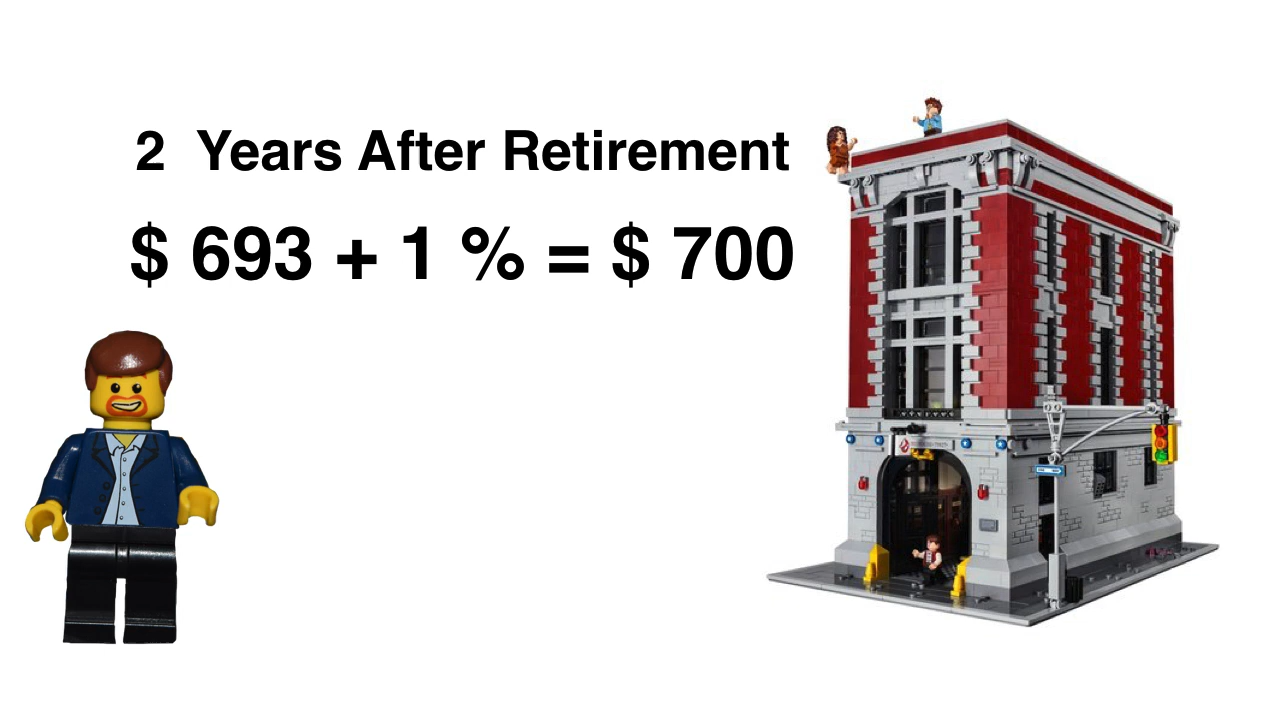 2 Years After Retirement
$ 693 + 1 % = $ 700